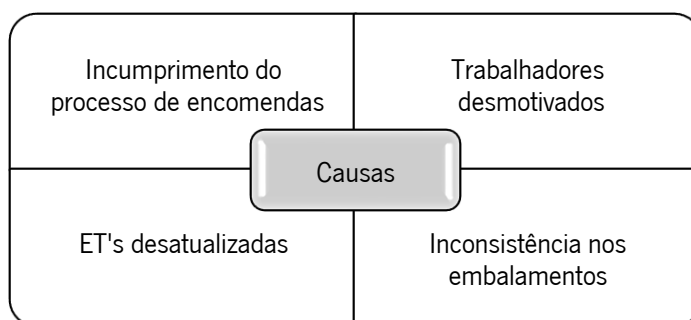 Incumprimento do
processo de encomendas
Trabalhadores
desmotivados
Causas
ET's desatualizadas
Inconsistência nos
embalamentos